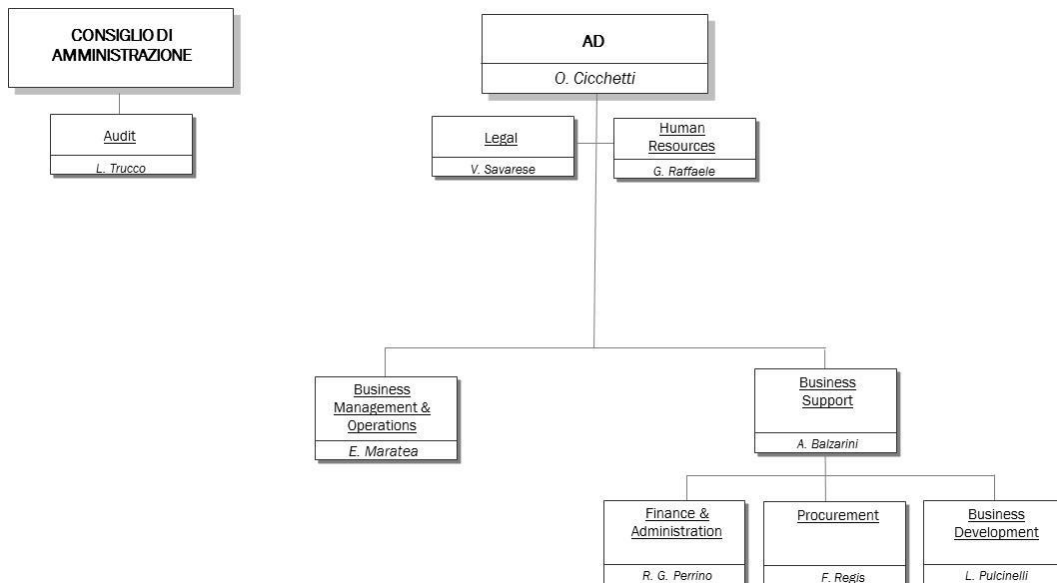 CONSIGLIO DI
AMMINISTRAZIONE
Audit
L. Trucco
AD
O. Cicchetti
Legal
V. Savarese
Human
Resources
G. Raffaele
Business
Management &
Operations
E. Maratea
Business
Support
A. Balzarini
Finance &
Administration
R. G. Perrino
Procurement
F. Regis
Business
Development
L. Pulcinelli